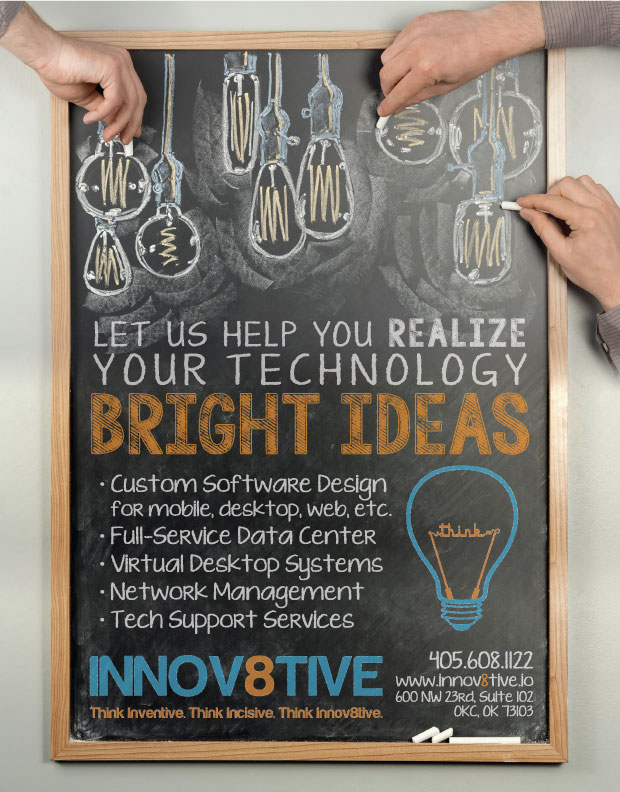 LET US HELP YOU REALIZE
YOUR TECHNOLOGY
BRIGHT IDEAS
· Custom Software Design
for mobile, desktop, web, etc.
· Full-Service Data Center
· Virtual Desktop Systems
· Network Management
· Tech Support Services
think
INNOV8TIVE
Think Inventive. Think Incisive. Think Innov8tive.
405.608.1122
www.innov8tive.io
600 NW 23rd, Suite 102
OKC, OK 73103